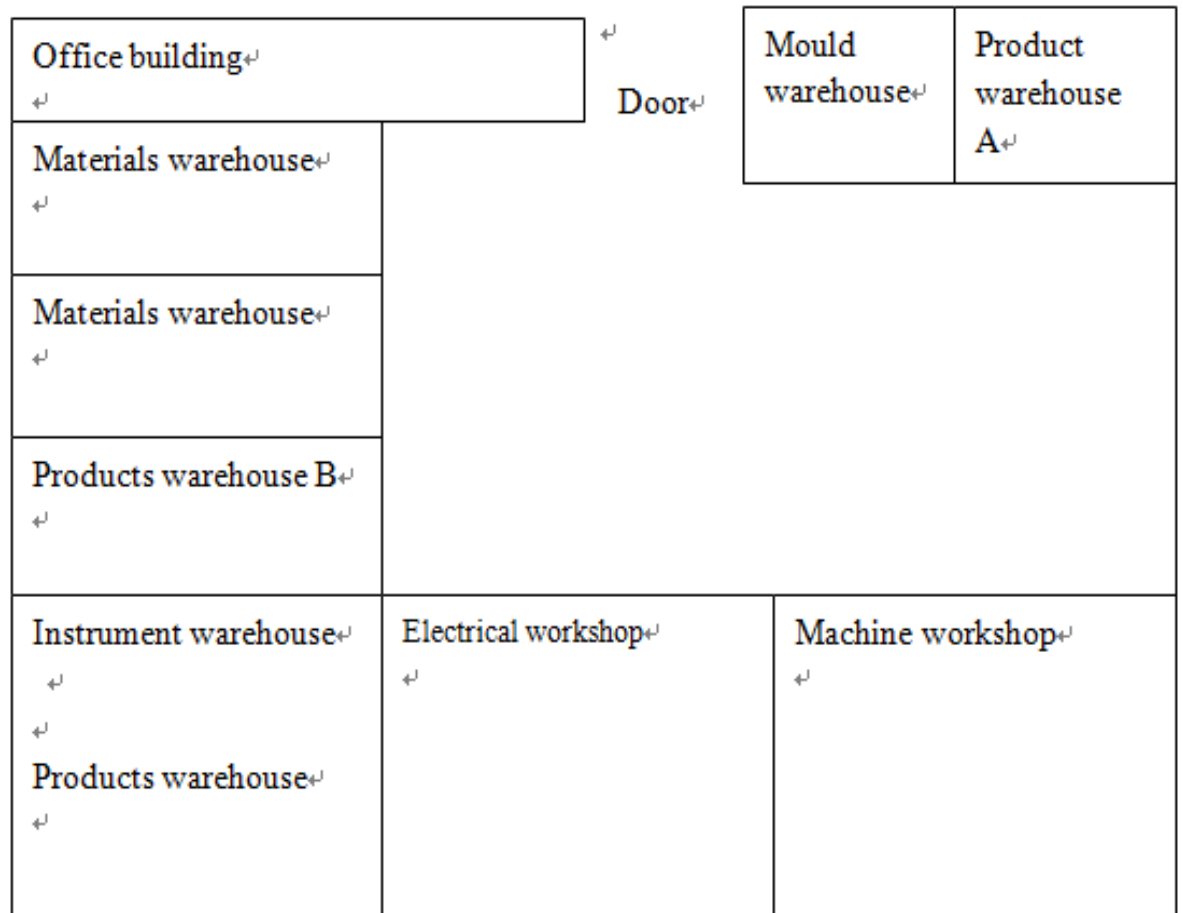 Office building
Door
Mould
warehouse
Product
warehouse
A
Materials warehouse
Materials warehouse
Products warehouse B
Instrument warehouse
Products warehouse
Electrical workshop
Machine workshop